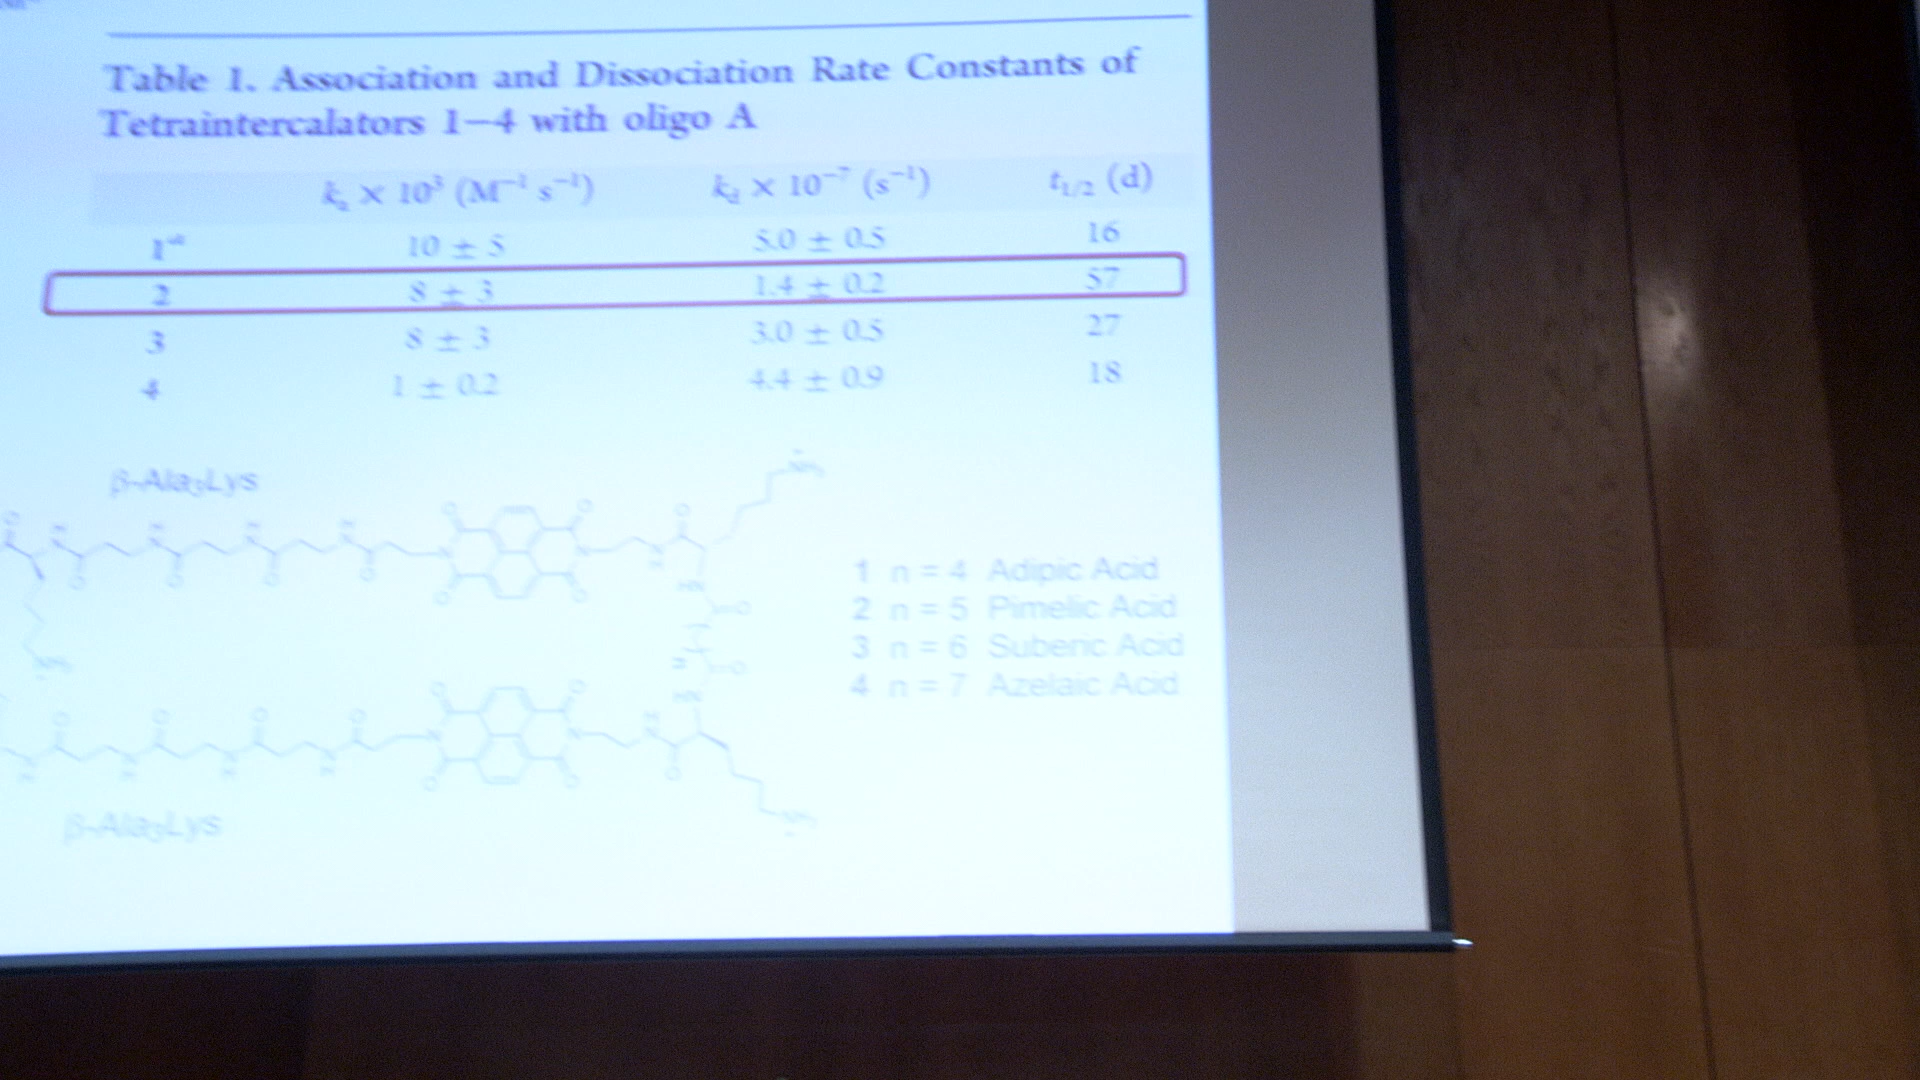 Table 1. Association and Dissociation Rate Constants of
Tetraintercalators 1–4 with oligo A
kₐ × 10³ (M⁻¹ s⁻¹) k_d × 10⁻⁷ (s⁻¹) t₁/₂ (d)
1 10 ± 5 5.0 ± 0.5 16
2 8 ± 3 1.4 ± 0.2 57
3 8 ± 3 3.0 ± 0.5 27
4 1 ± 0.2 4.4 ± 0.9 18
β-Ala₃Lys
1 n = 4 Adipic Acid
2 n = 5 Pimelic Acid
3 n = 6 Suberic Acid
4 n = 7 Azelaic Acid
β-Ala₃Lys